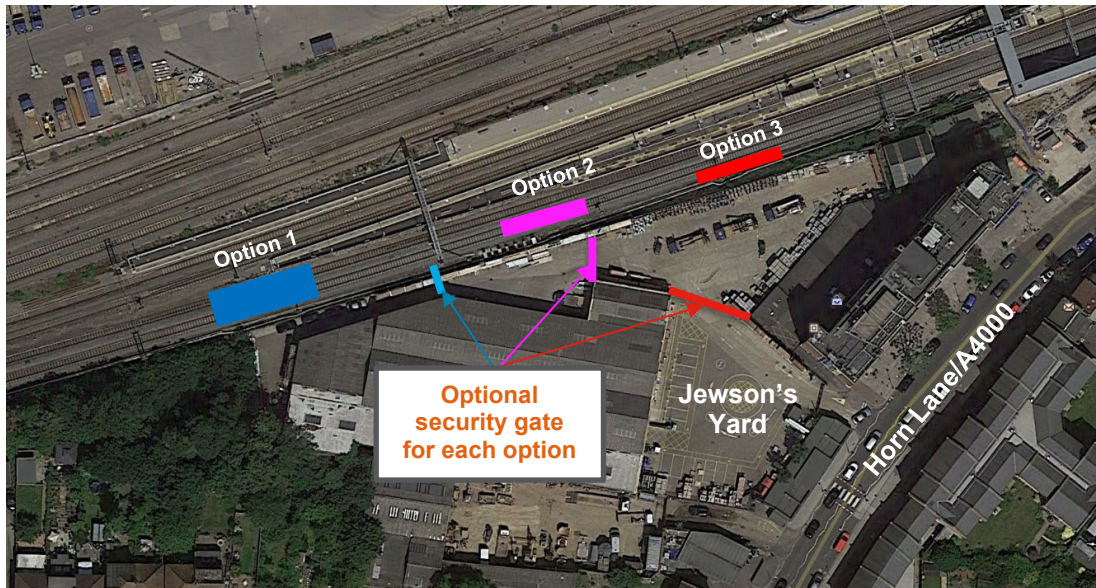 Option 1
Option 2
Option 3
Optional
security gate
for each option
Jewson's
Yard
Horn Lane/A4000